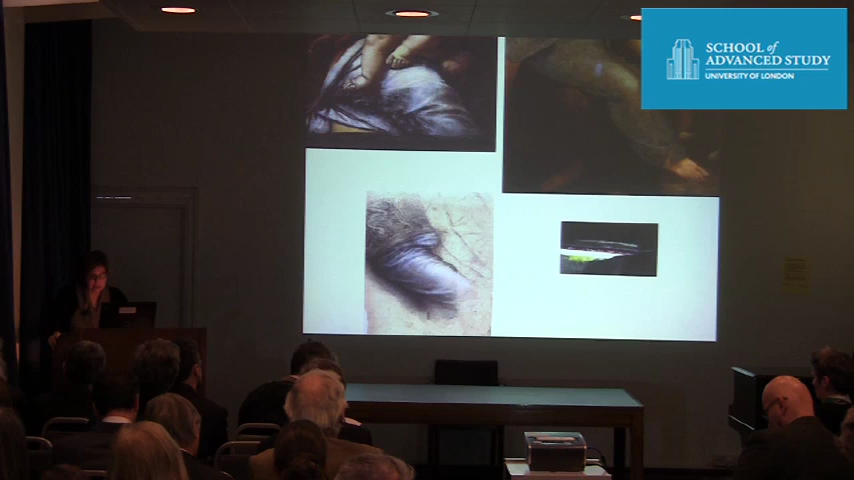 SCHOOL of
ADVANCED STUDY
UNIVERSITY OF LONDON